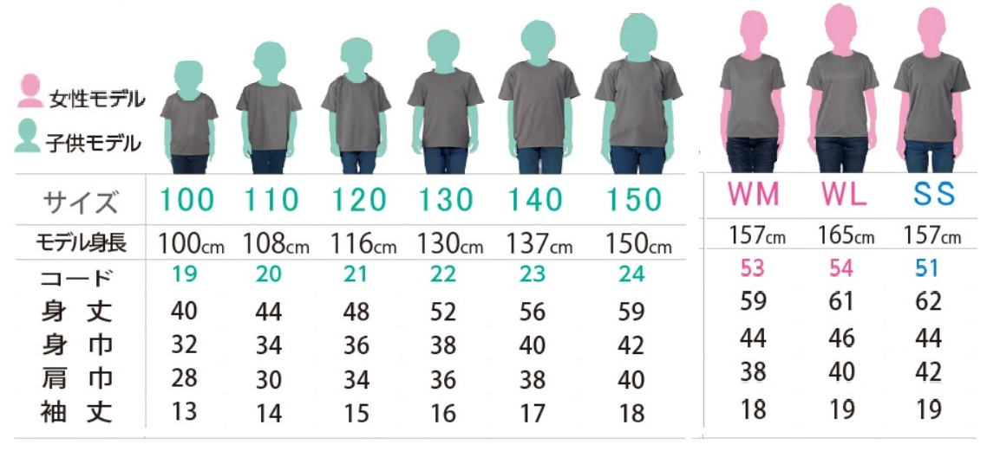 女性モデル
子供モデル
サイズ 100 110 120 130 140 150 WM WL SS
モデル身長 100cm 108cm 116cm 130cm 137cm 150cm 157cm 165cm 157cm
コード 19 20 21 22 23 24 53 54 51
身丈 40 44 48 52 56 59 59 61 62
身巾 32 34 36 38 40 42 44 46 44
肩巾 28 30 34 36 38 40 38 40 42
袖丈 13 14 15 16 17 18 18 19 19